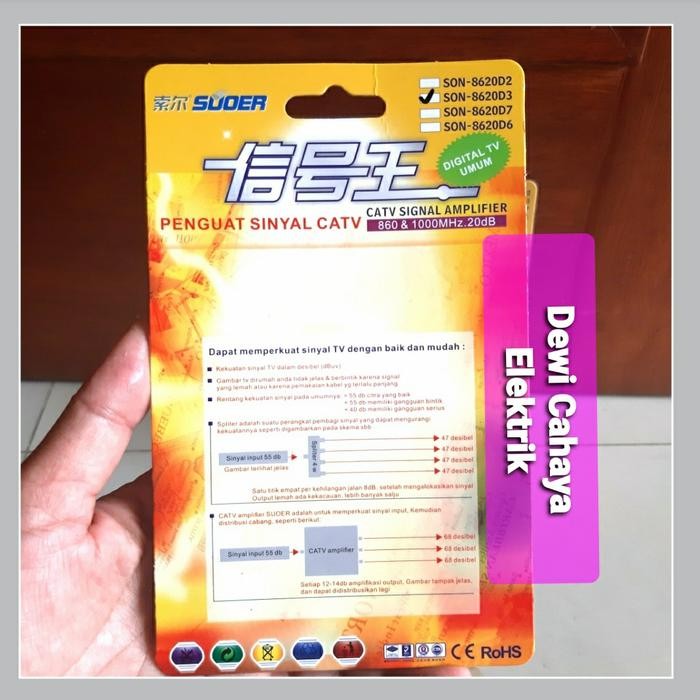 索尔 SUOER
SON-8620D2
SON-8620D3
SON-8620D7
SON-8620D6
信号王
DIGITAL TV
UMUM
PENGUAT SINYAL CATV
CATV SIGNAL AMPLIFIER
860 & 1000MHz.20dB
Dapat memperkuat sinyal TV dengan baik dan mudah :
Kekuatan sinyal TV dalam desibel (dBuv)
Gambar tv dirumah anda tidak jelas & berbintik karena signal
yang lemah atau karena pemakaian kabel yg terlalu panjang.
Rentang kekuatan sinyal pada umumnya
= 55 db citra yang baik
= 55 db memiliki gangguan bintik
= 40 db memiliki gangguan serius
Spliter adalah suatu perangkat pembagi sinyal yang dapat mengurangi
kekuatannya seperti digambarkan pada skema sbb
Sinyal input 55 db
Gambar terlihat jelas
Spliter 4 w
47 desibel
47 desibel
47 desibel
47 desibel
Satu titik empat per kehilangan jalan 8dB, setelah mengalokasikan sinyal
Output lemah ada kekacauan, lebih banyak salju
CATV amplifier SUOER adalah untuk memperkuat sinyal input, Kemudian
distribusi cabang, seperti berikut:
Sinyal input 55 db
CATV amplifier
68 desibel
68 desibel
68 desibel
Setiap 12-14db amplifikasi output, Gambar tampak jelas,
dan dapat didistribusikan lagi
CE RoHS
Dewi Cahaya
Elektrik